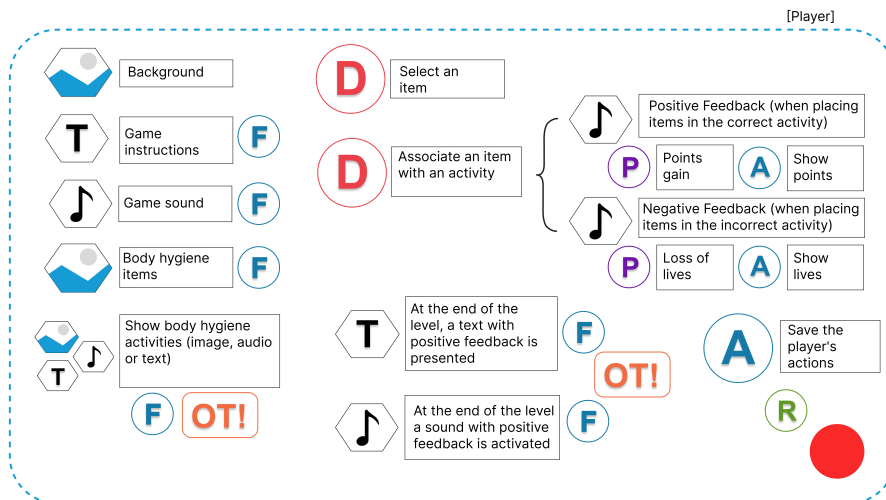 [Player]
Background
T
Game
instructions
F
Game sound
F
Body hygiene
items
F
T
Show body hygiene
activities (image, audio
or text)
F
OT!
D
Select an
item
D
Associate an item
with an activity
Positive Feedback (when placing
items in the correct activity)
P
Points
gain
A
Show
points
Negative Feedback (when placing
items in the incorrect activity)
P
Loss of
lives
A
Show
lives
T
At the end of the
level, a text with
positive feedback is
presented
F
OT!
At the end of the level
a sound with positive
feedback is activated
F
A
Save the
player's
actions
R